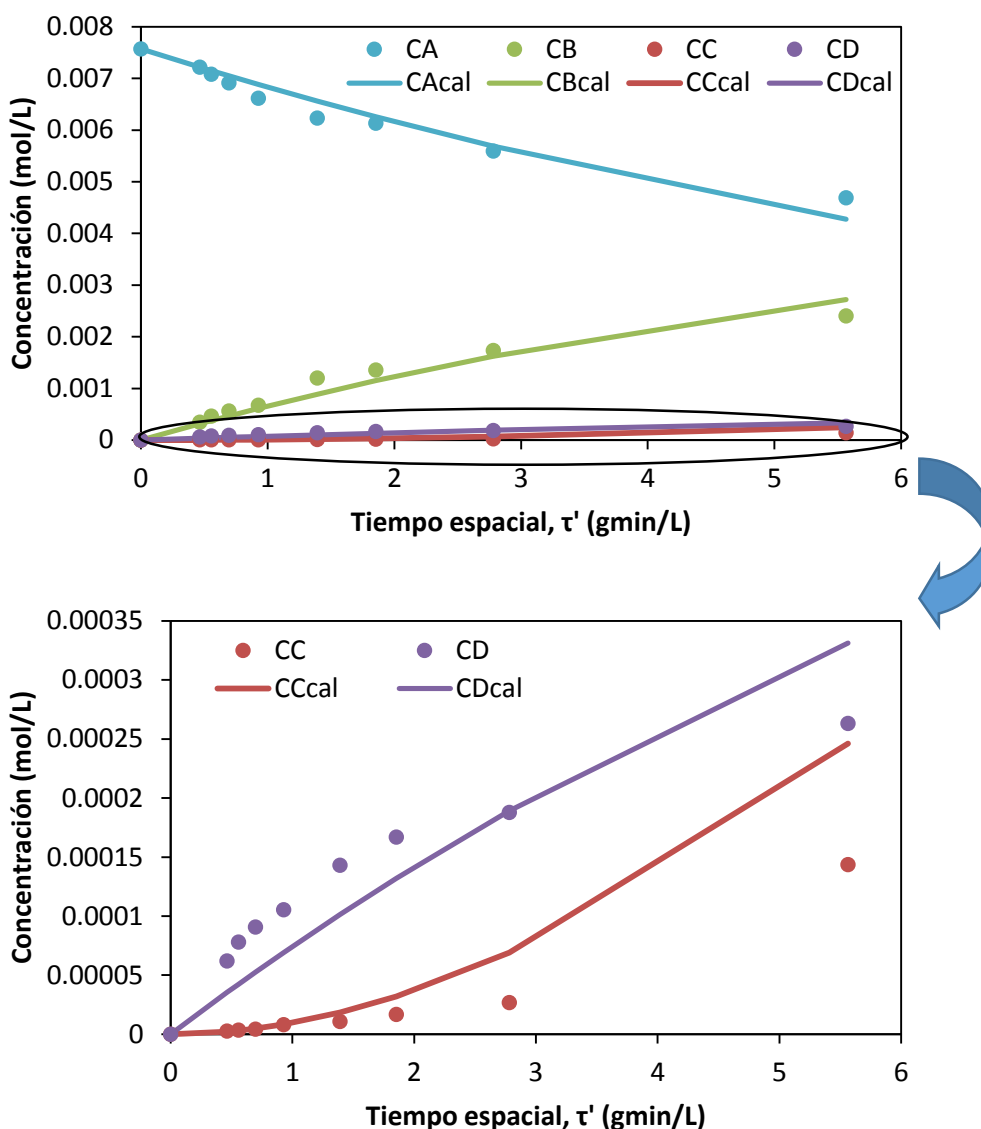 CA CB CC CD
CAcal CBcal CCcal CDcal
0.008
0.007
0.006
0.005
0.004
0.003
0.002
0.001
0
Concentración (mol/L)
0 1 2 3 4 5 6
Tiempo espacial, τ' (gmin/L)
CC CD
CCcal CDcal
0.00035
0.0003
0.00025
0.0002
0.00015
0.0001
0.00005
0
Concentración (mol/L)
0 1 2 3 4 5 6
Tiempo espacial, τ' (gmin/L)